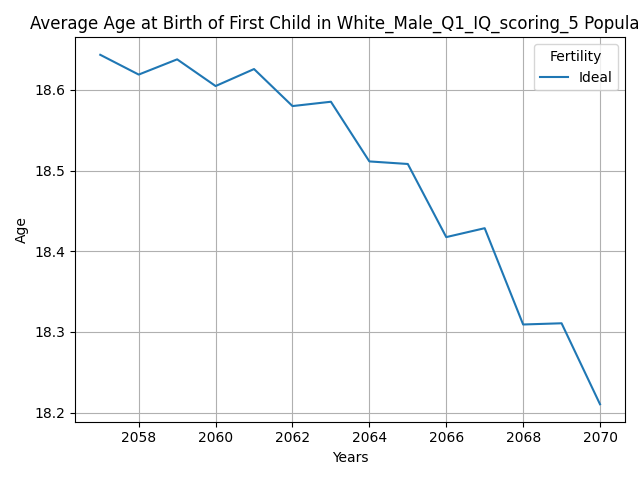 Average Age at Birth of First Child in White_Male_Q1_IQ_scoring_5 Popula
Fertility
Ideal
18.6
18.5
18.4
18.3
18.2
Age
2058 2060 2062 2064 2066 2068 2070
Years